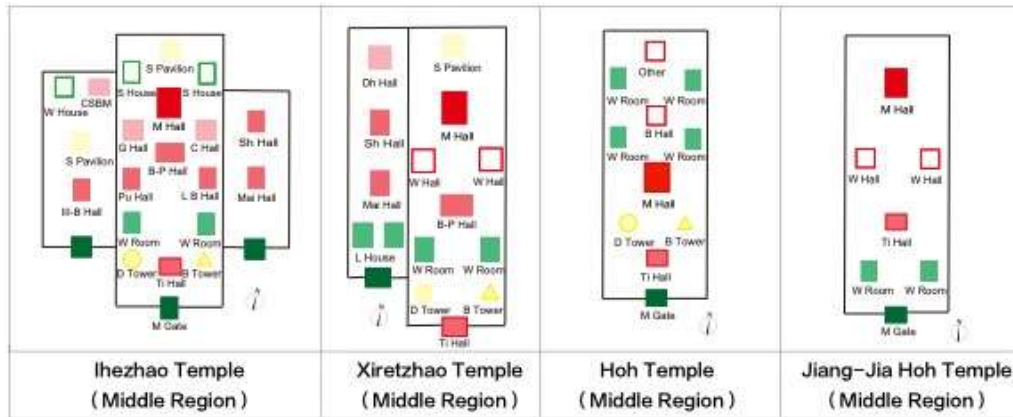 S Pavilion
W House CSBM S House S House
M Hall
G Hall C Hall
Sh Hall
S Pavilion
B-P Hall
III-B Hall Pu Hall L B Hall Mai Hall
W Room W Room
D Tower B Tower
Ti Hall
M Gate
Ihezhao Temple
(Middle Region)
Dh Hall
S Pavilion
Sh Hall
M Hall
W Hall W Hall
Mai Hall
B-P Hall
L House
W Room W Room
D Tower B Tower
Ti Hall
Xiretzhao Temple
(Middle Region)
Other
W Room W Room
B Hall
W Room W Room
M Hall
D Tower B Tower
Ti Hall
M Gate
Hoh Temple
(Middle Region)
M Hall
W Hall W Hall
Ti Hall
W Room W Room
M Gate
Jiang-Jia Hoh Temple
(Middle Region)